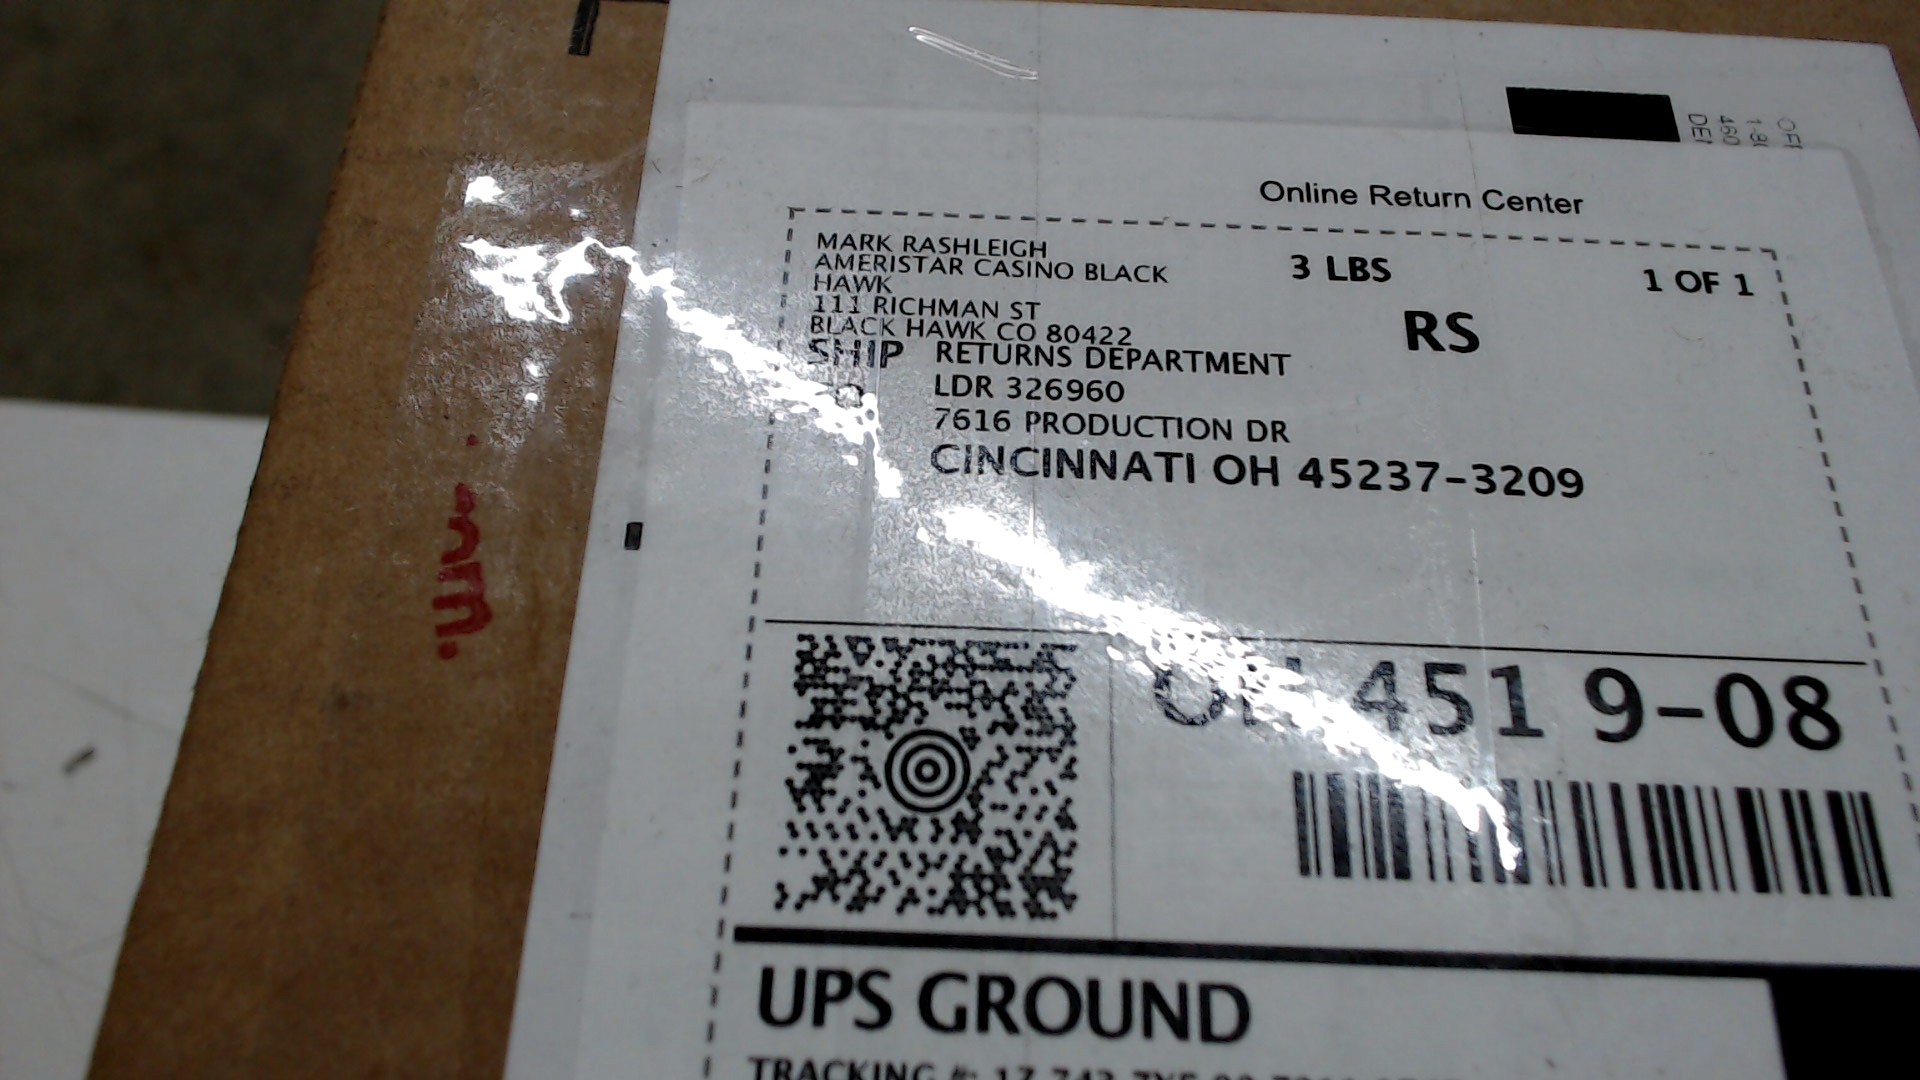 Online Return Center
MARK RASHLEIGH
AMERISTAR CASINO BLACK
HAWK
111 RICHMAN ST
BLACK HAWK CO 80422
3 LBS
1 OF 1
RS
SHIP
RETURNS DEPARTMENT
LDR 326960
7616 PRODUCTION DR
CINCINNATI OH 45237-3209
OH 451 9-08
UPS GROUND
TRACKING #: